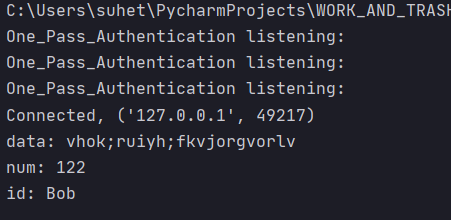 C:\Users\suhet\PycharmProjects\WORK_AND_TRASH
One_Pass_Authentication listening:
One_Pass_Authentication listening:
One_Pass_Authentication listening:
Connected, ('127.0.0.1', 49217)
data: vhok;ruiyh;fkvjorgvorlv
num: 122
id: Bob